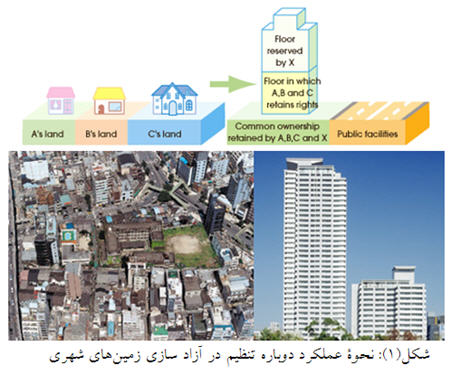 Floor
reserved
by X
Floor in which
A,B and C
retains rights
A's land
B's land
C's land
Common ownership
retained by A,B,C and X
Public facilities
شکل(۱): نحوۀ عملکرد دوباره تنظیم در آزاد سازی زمین‌های شهری